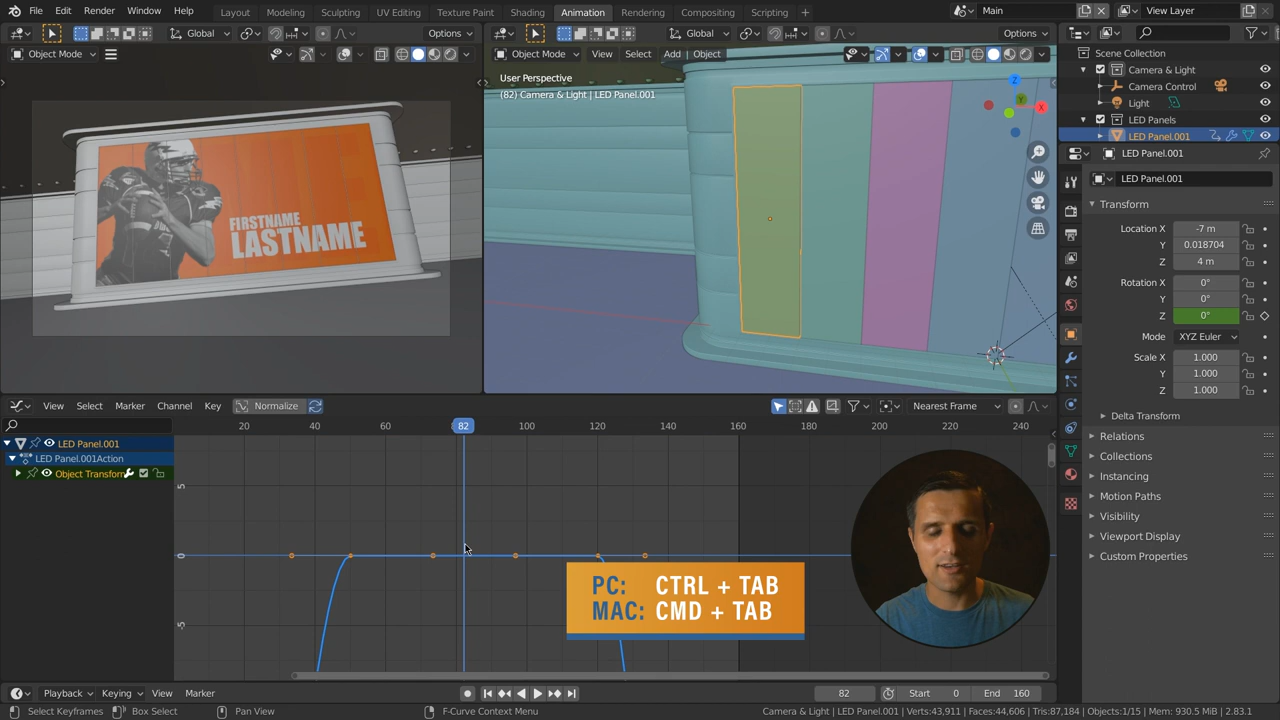 File Edit Render Window Help Layout Modeling Sculpting UV Editing Texture Paint Shading Animation Rendering Compositing Scripting + Main View Layer
Global Options Global Options
Object Mode Object Mode View Select Add Object
User Perspective
(82) Camera & Light | LED Panel.001
Z
Y
X
FIRSTNAME
LASTNAME
Scene Collection
Camera & Light
Camera Control
Light
LED Panels
LED Panel.001
LED Panel.001
LED Panel.001
Transform
Location X -7 m
Y 0.018704
Z 4 m
Rotation X 0°
Y 0°
Z 0°
Mode XYZ Euler
Scale X 1.000
Y 1.000
Z 1.000
Delta Transform
Relations
Collections
Instancing
Motion Paths
Visibility
Viewport Display
Custom Properties
View Select Marker Channel Key Normalize Nearest Frame
20 40 60 82 100 120 140 160 180 200 220 240
LED Panel.001
LED Panel.001Action
Object Transform
5
0
-5
PC: CTRL + TAB
MAC: CMD + TAB
Playback Keying View Marker 82 Start 0 End 160
Select Keyframes Box Select Pan View F-Curve Context Menu Camera & Light | LED Panel.001 | Verts:43,911 | Faces:44,606 | Tris:87,184 | Objects:1/15 | Mem: 930.5 MiB | 2.83.1